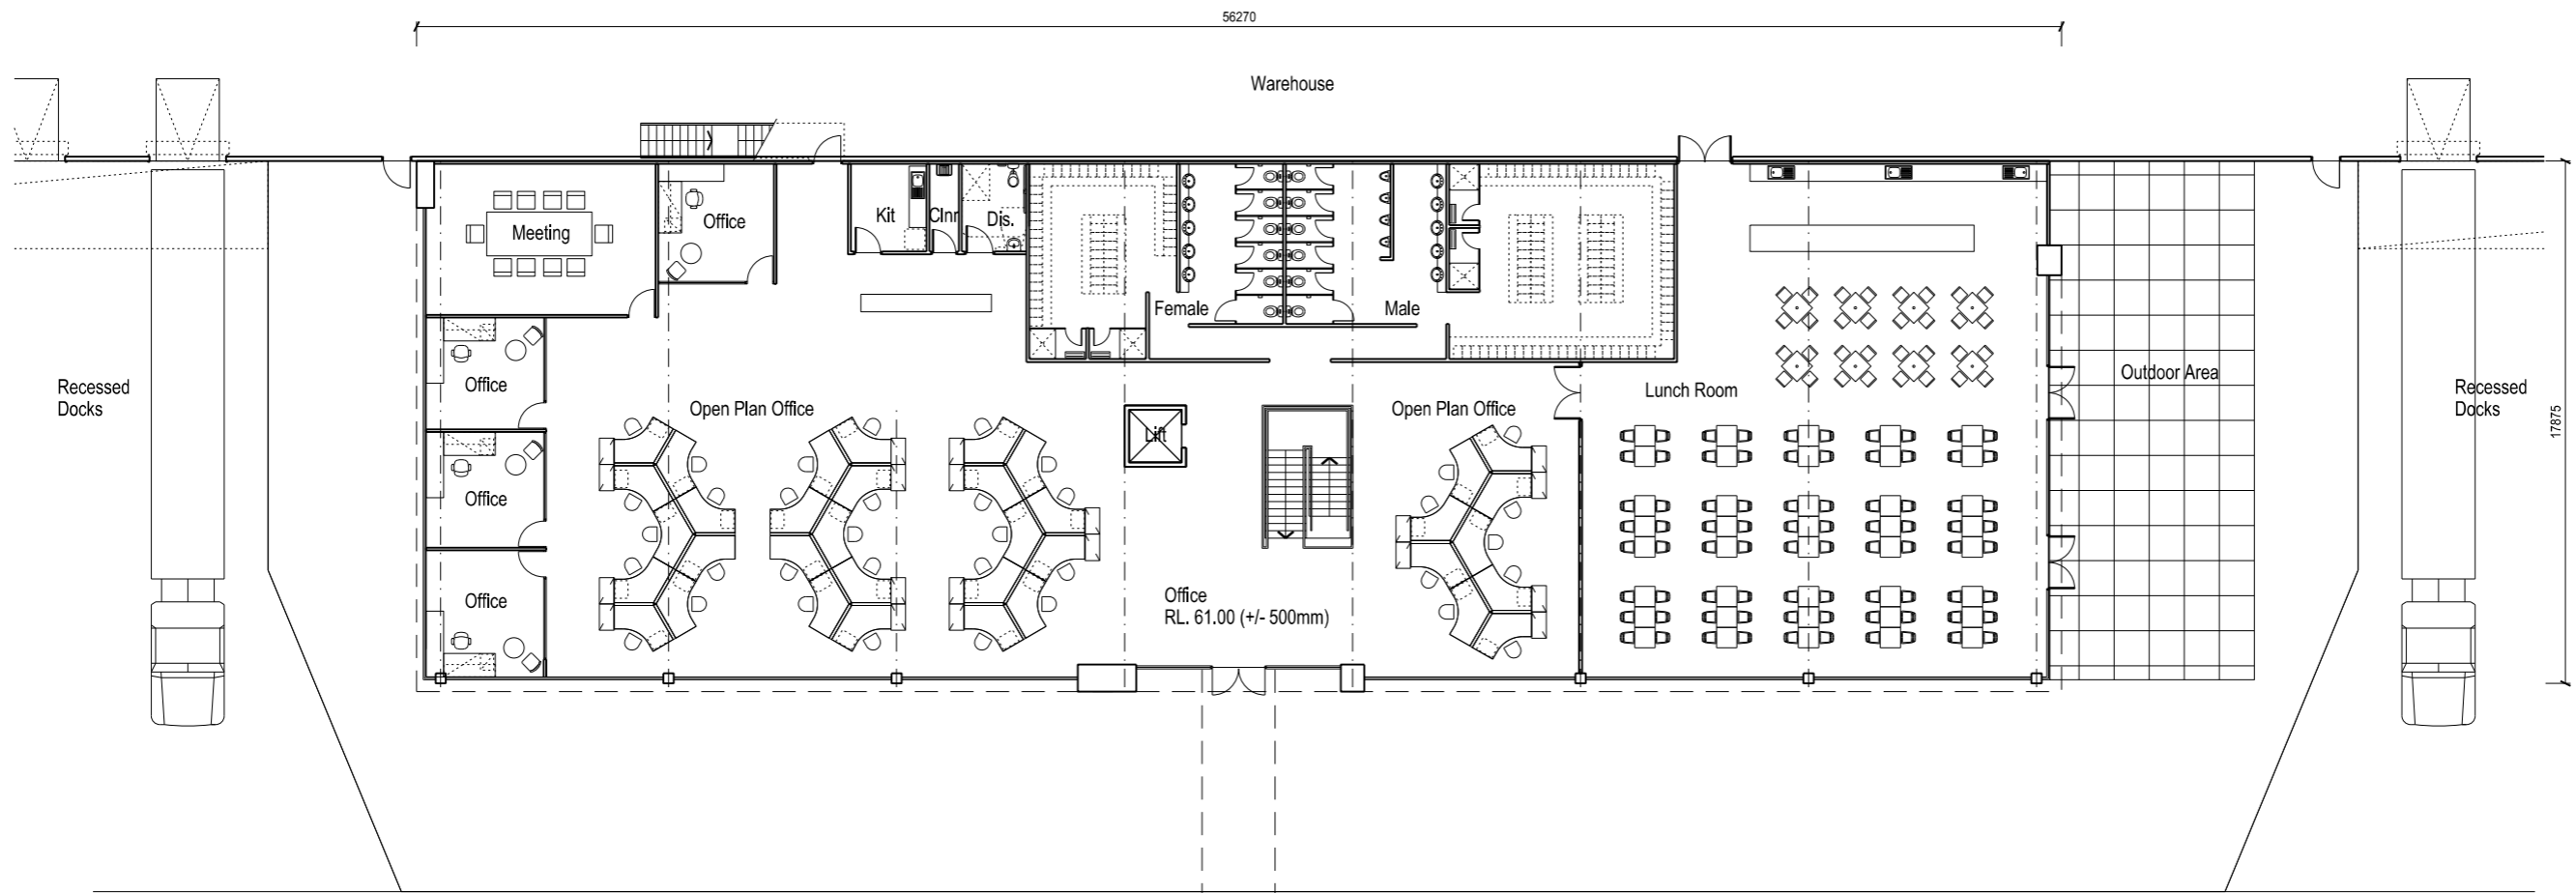 56270
Warehouse
Kit
Clnr
Dis.
Office
Meeting
Female
Male
Recessed
Docks
Office
Open Plan Office
Open Plan Office
Lunch Room
Outdoor Area
Recessed
Docks
17875
Lift
Office
Office
Office
RL. 61.00 (+/- 500mm)